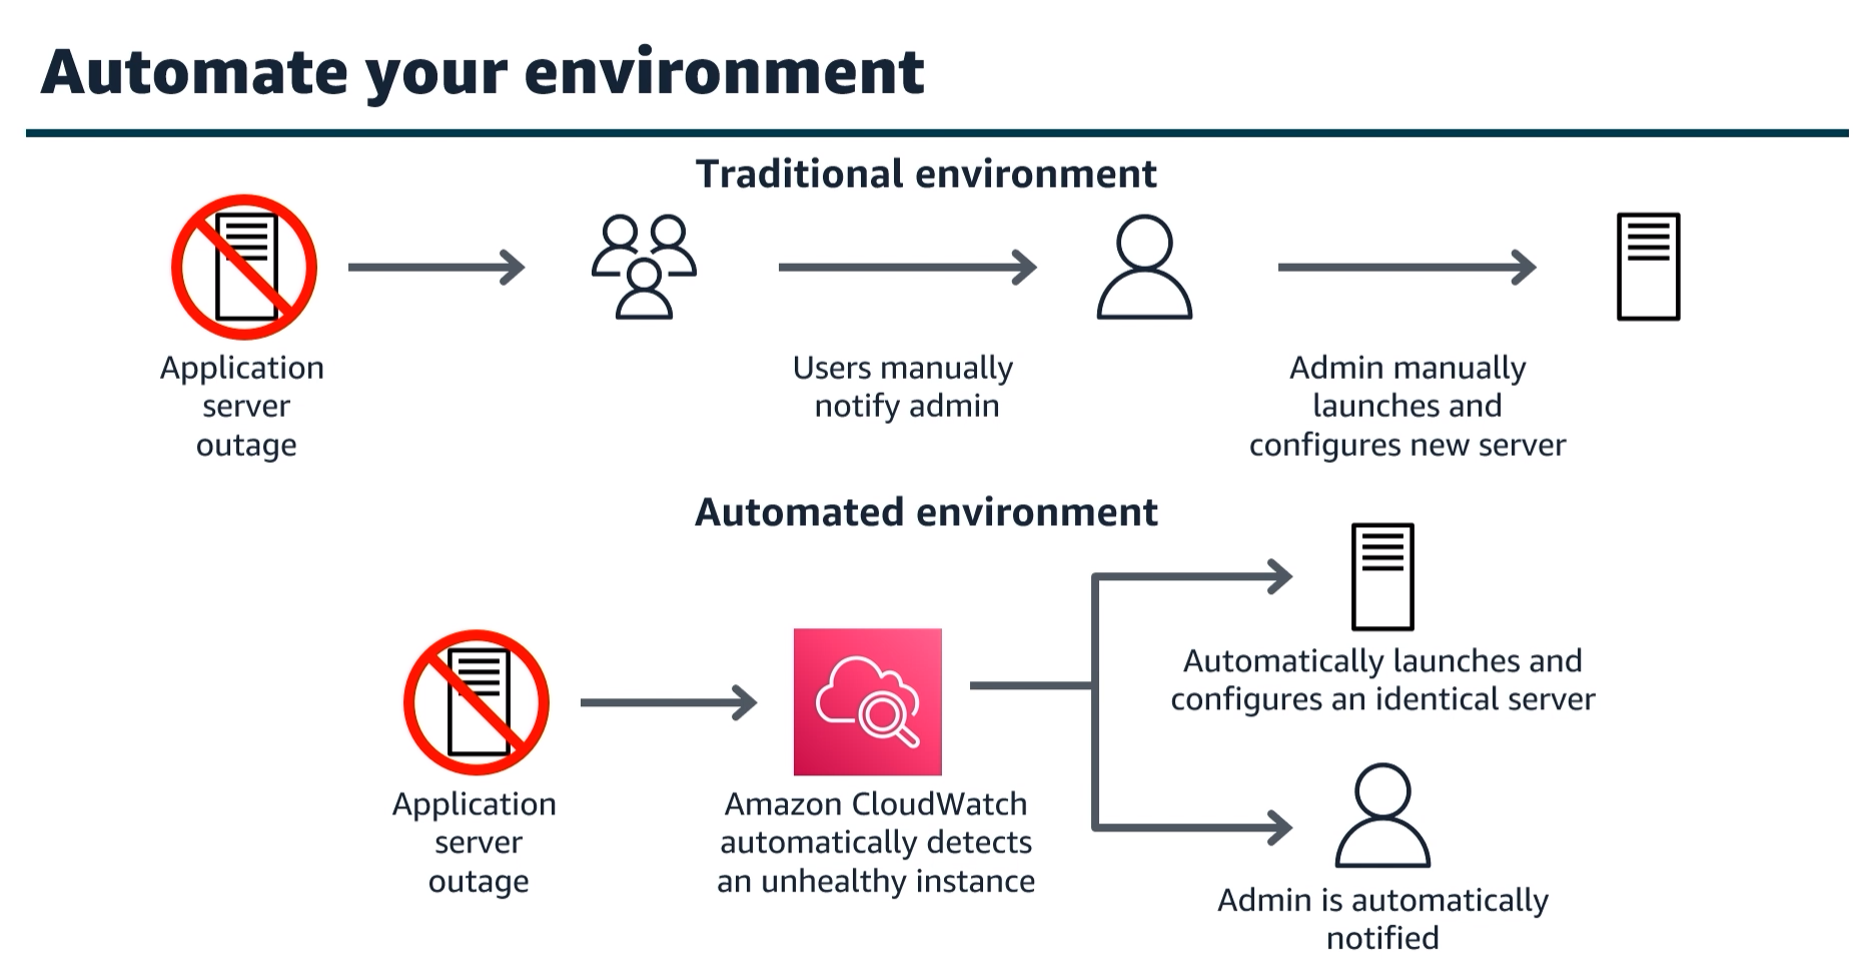 Automate your environment
Traditional environment
Application
server
outage
Users manually
notify admin
Admin manually
launches and
configures new server
Automated environment
Application
server
outage
Amazon CloudWatch
automatically detects
an unhealthy instance
Automatically launches and
configures an identical server
Admin is automatically
notified